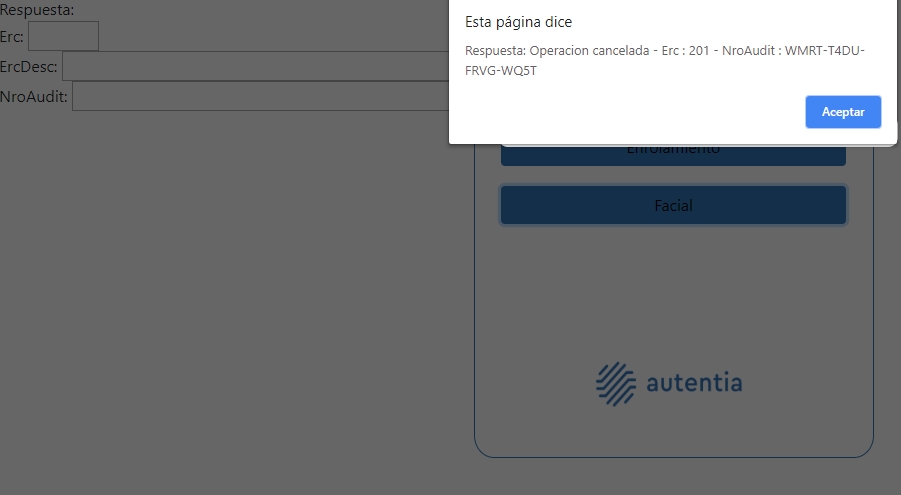 Respuesta:
Erc:
ErcDesc:
NroAudit:
Esta página dice
Respuesta: Operacion cancelada - Erc : 201 - NroAudit : WMRT-T4DU-
FRVG-WQ5T
Aceptar
Enrolamiento
Facial
autentia